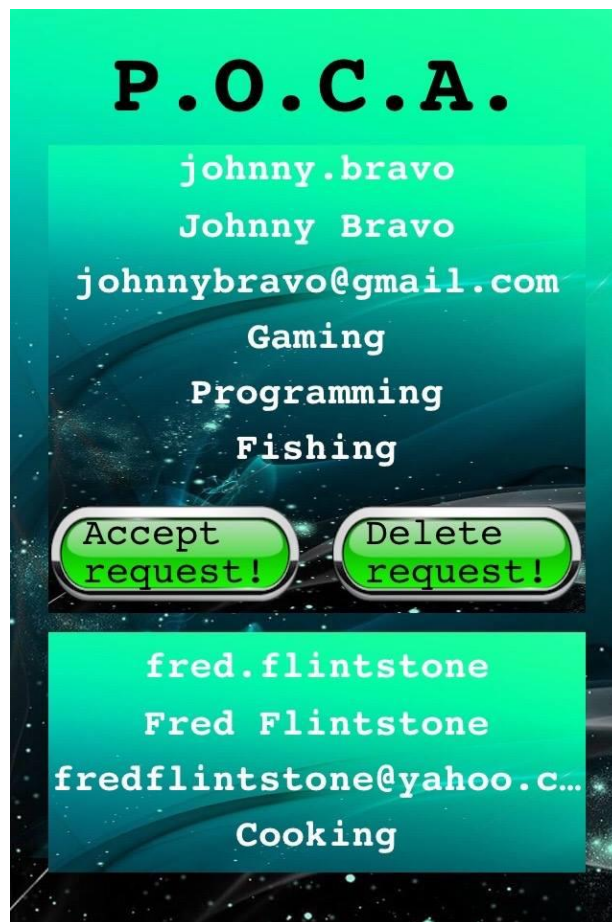 P.O.C.A.
johnny.bravo
Johnny Bravo
johnnybravo@gmail.com
Gaming
Programming
Fishing
Accept
request!
Delete
request!
fred.flintstone
Fred Flintstone
fredflintstone@yahoo.c…
Cooking